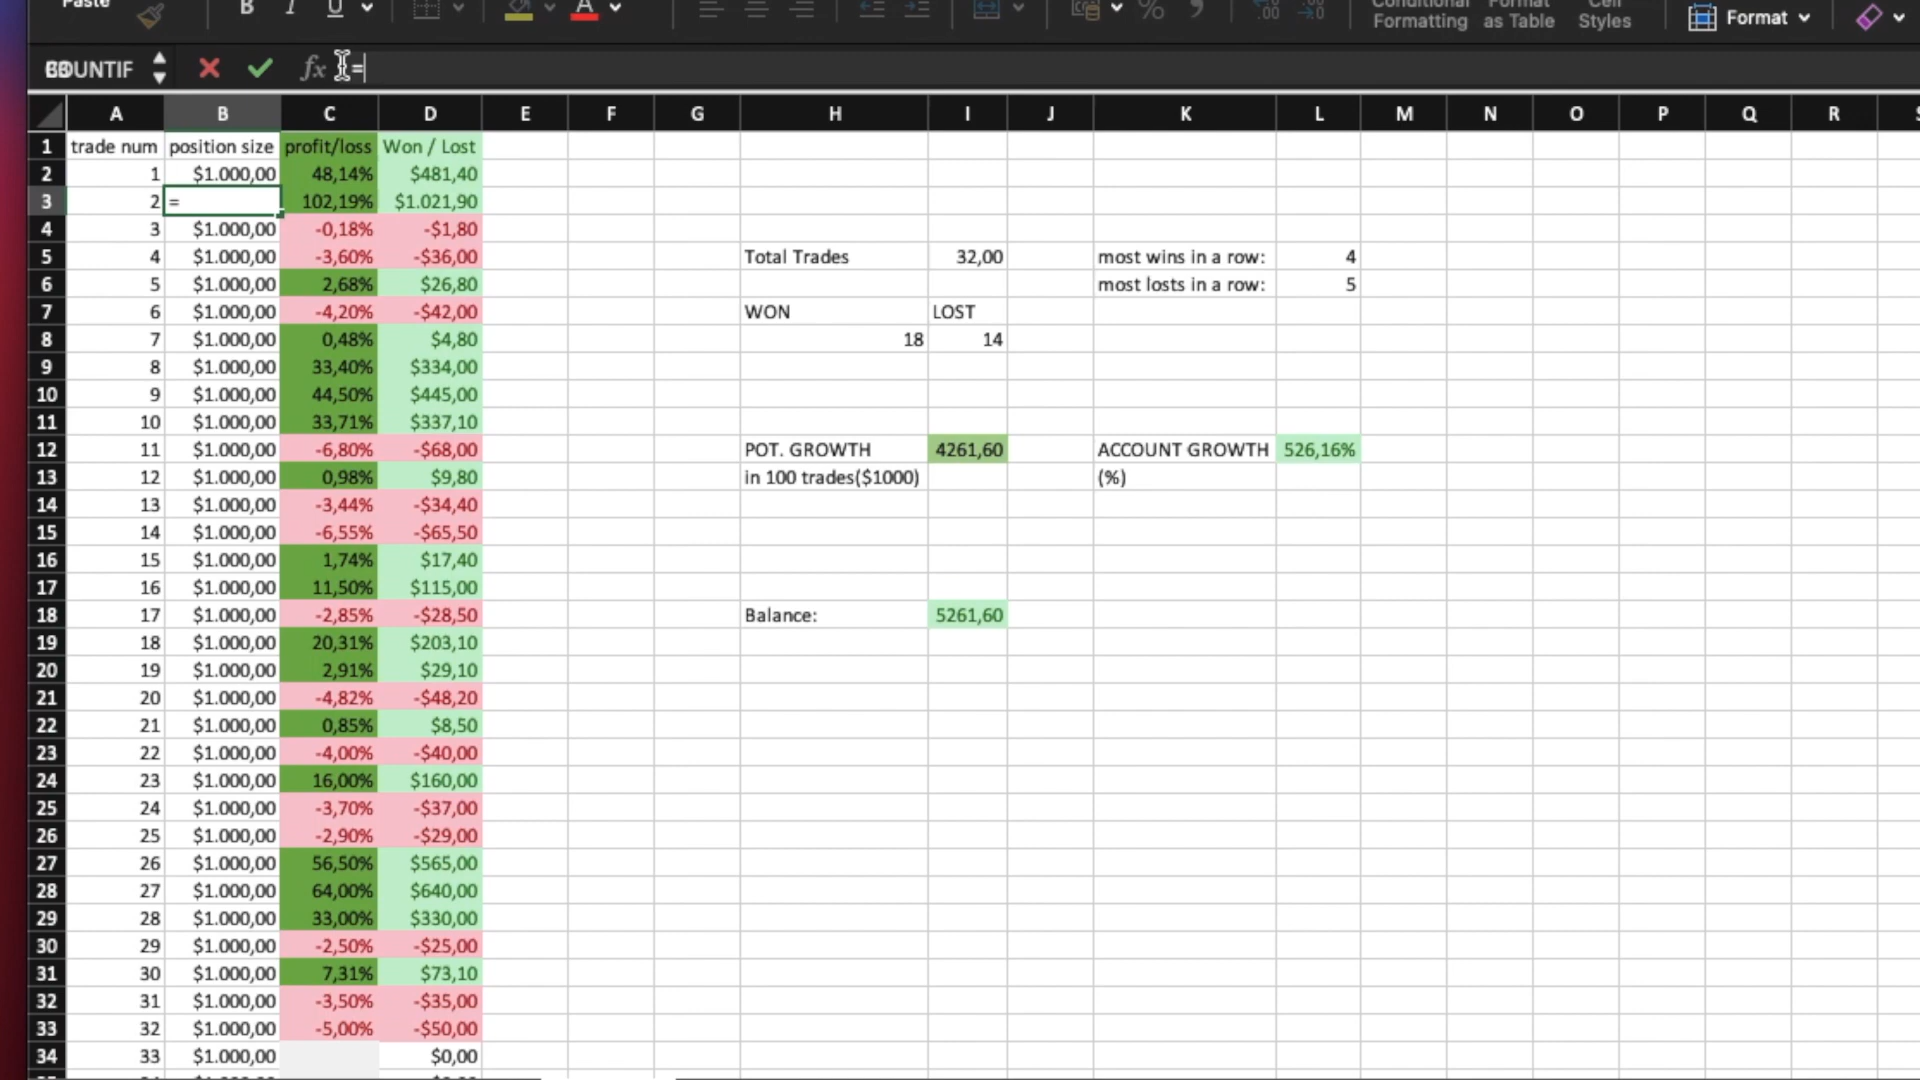 Paste B I U A % 9 Conditional Format Cell Format
Formatting as Table Styles
fx =
A B C D E F G H I J K L M N O P Q R
1 trade num position size profit/loss Won / Lost
2 1 $1.000,00 48,14% $481,40
3 2 = 102,19% $1.021,90
4 3 $1.000,00 -0,18% -$1,80
5 4 $1.000,00 -3,60% -$36,00 Total Trades 32,00 most wins in a row: 4
6 5 $1.000,00 2,68% $26,80 most losts in a row: 5
7 6 $1.000,00 -4,20% -$42,00 WON LOST
8 7 $1.000,00 0,48% $4,80 18 14
9 8 $1.000,00 33,40% $334,00
10 9 $1.000,00 44,50% $445,00
11 10 $1.000,00 33,71% $337,10
12 11 $1.000,00 -6,80% -$68,00 POT. GROWTH 4261,60 ACCOUNT GROWTH 526,16%
13 12 $1.000,00 0,98% $9,80 in 100 trades($1000) (%)
14 13 $1.000,00 -3,44% -$34,40
15 14 $1.000,00 -6,55% -$65,50
16 15 $1.000,00 1,74% $17,40
17 16 $1.000,00 11,50% $115,00
18 17 $1.000,00 -2,85% -$28,50 Balance: 5261,60
19 18 $1.000,00 20,31% $203,10
20 19 $1.000,00 2,91% $29,10
21 20 $1.000,00 -4,82% -$48,20
22 21 $1.000,00 0,85% $8,50
23 22 $1.000,00 -4,00% -$40,00
24 23 $1.000,00 16,00% $160,00
25 24 $1.000,00 -3,70% -$37,00
26 25 $1.000,00 -2,90% -$29,00
27 26 $1.000,00 56,50% $565,00
28 27 $1.000,00 64,00% $640,00
29 28 $1.000,00 33,00% $330,00
30 29 $1.000,00 -2,50% -$25,00
31 30 $1.000,00 7,31% $73,10
32 31 $1.000,00 -3,50% -$35,00
33 32 $1.000,00 -5,00% -$50,00
34 33 $1.000,00 $0,00